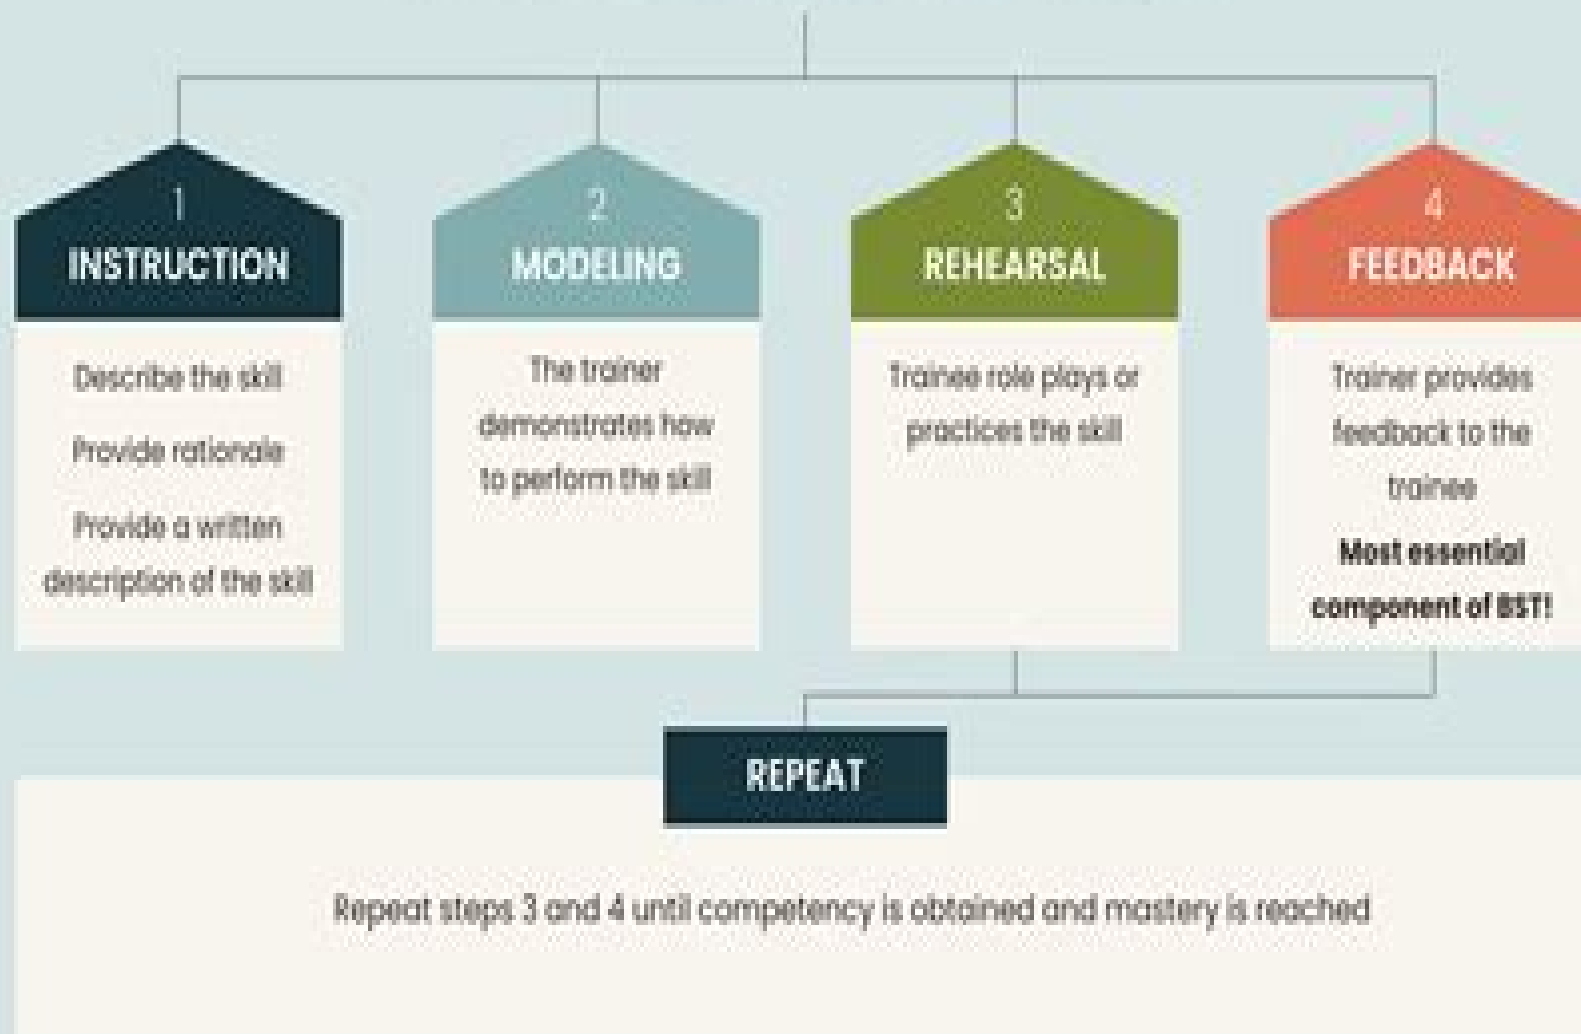 1
INSTRUCTION
Describe the skill
Provide rationale
Provide a written
description of the skill
2
MODELING
The trainer
demonstrates how
to perform the skill
3
REHEARSAL
Trainee role plays or
practices the skill
4
FEEDBACK
Trainer provides
feedback to the
trainee
Most essential
component of BST!
REPEAT
Repeat steps 3 and 4 until competency is obtained and mastery is reached